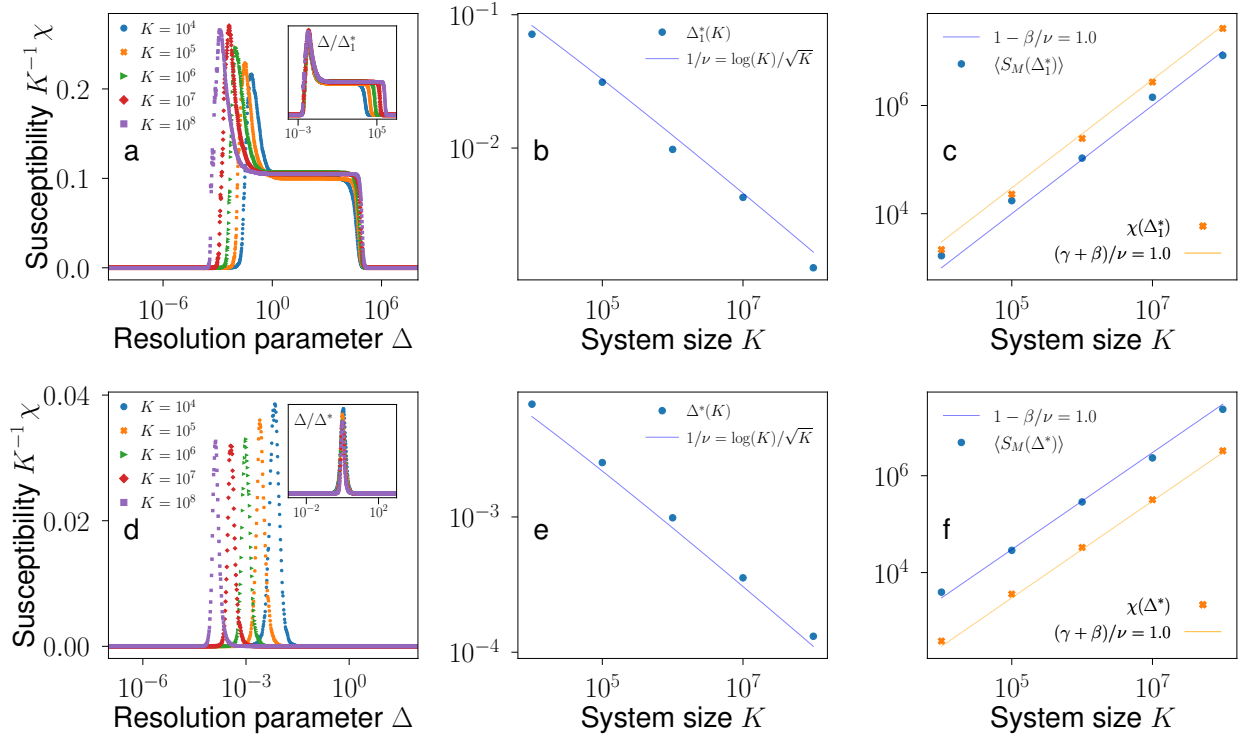 Susceptibility K⁻¹ χ
0.2
0.1
0.0
K = 10⁴
K = 10⁵
K = 10⁶
K = 10⁷
K = 10⁸
a
Δ/Δ₁*
10⁻³ 10⁵
10⁻⁶ 10⁰ 10⁶
Resolution parameter Δ
10⁻¹
10⁻²
Δ₁*(K)
1/ν = log(K)/√K
b
10⁵ 10⁷
System size K
10⁶
10⁴
1 − β/ν = 1.0
⟨S_M(Δ₁*)⟩
c
χ(Δ₁*)
(γ + β)/ν = 1.0
10⁵ 10⁷
System size K
Susceptibility K⁻¹ χ
0.04
0.02
0.00
K = 10⁴
K = 10⁵
K = 10⁶
K = 10⁷
K = 10⁸
d
Δ/Δ*
10⁻² 10²
10⁻⁶ 10⁻³ 10⁰
Resolution parameter Δ
10⁻³
10⁻⁴
Δ*(K)
1/ν = log(K)/√K
e
10⁵ 10⁷
System size K
10⁶
10⁴
1 − β/ν = 1.0
⟨S_M(Δ*)⟩
f
χ(Δ*)
(γ + β)/ν = 1.0
10⁵ 10⁷
System size K